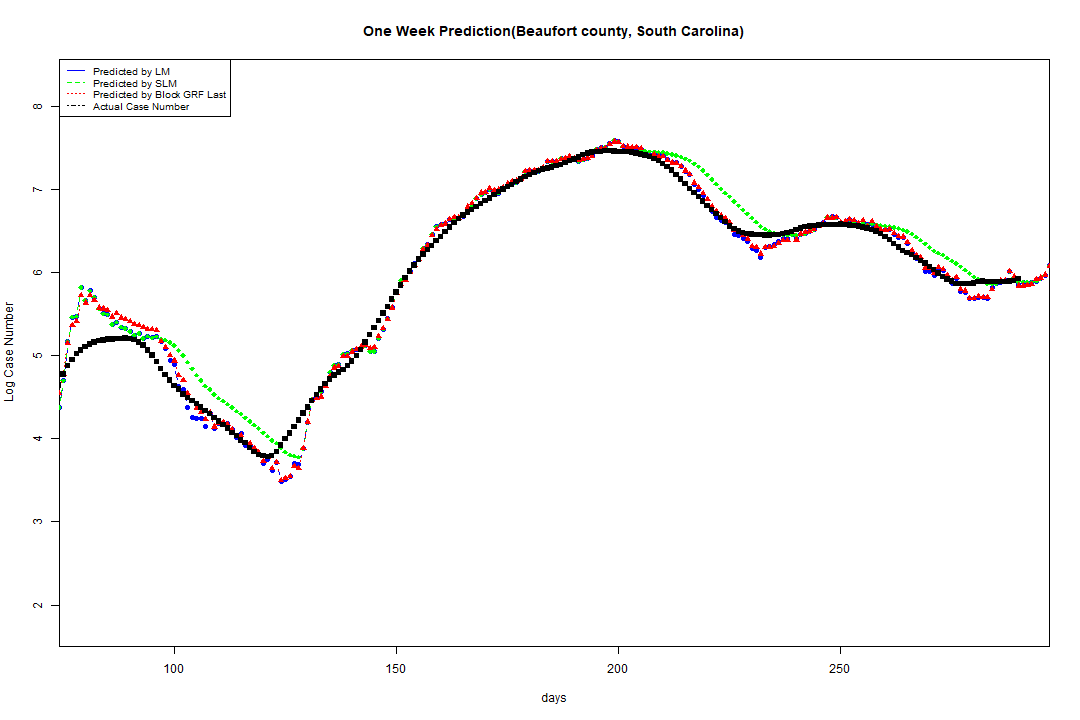 One Week Prediction(Beaufort county, South Carolina)
Predicted by LM
Predicted by SLM
Predicted by Block GRF Last
Actual Case Number
Log Case Number
8
7
6
5
4
3
2
100 150 200 250
days